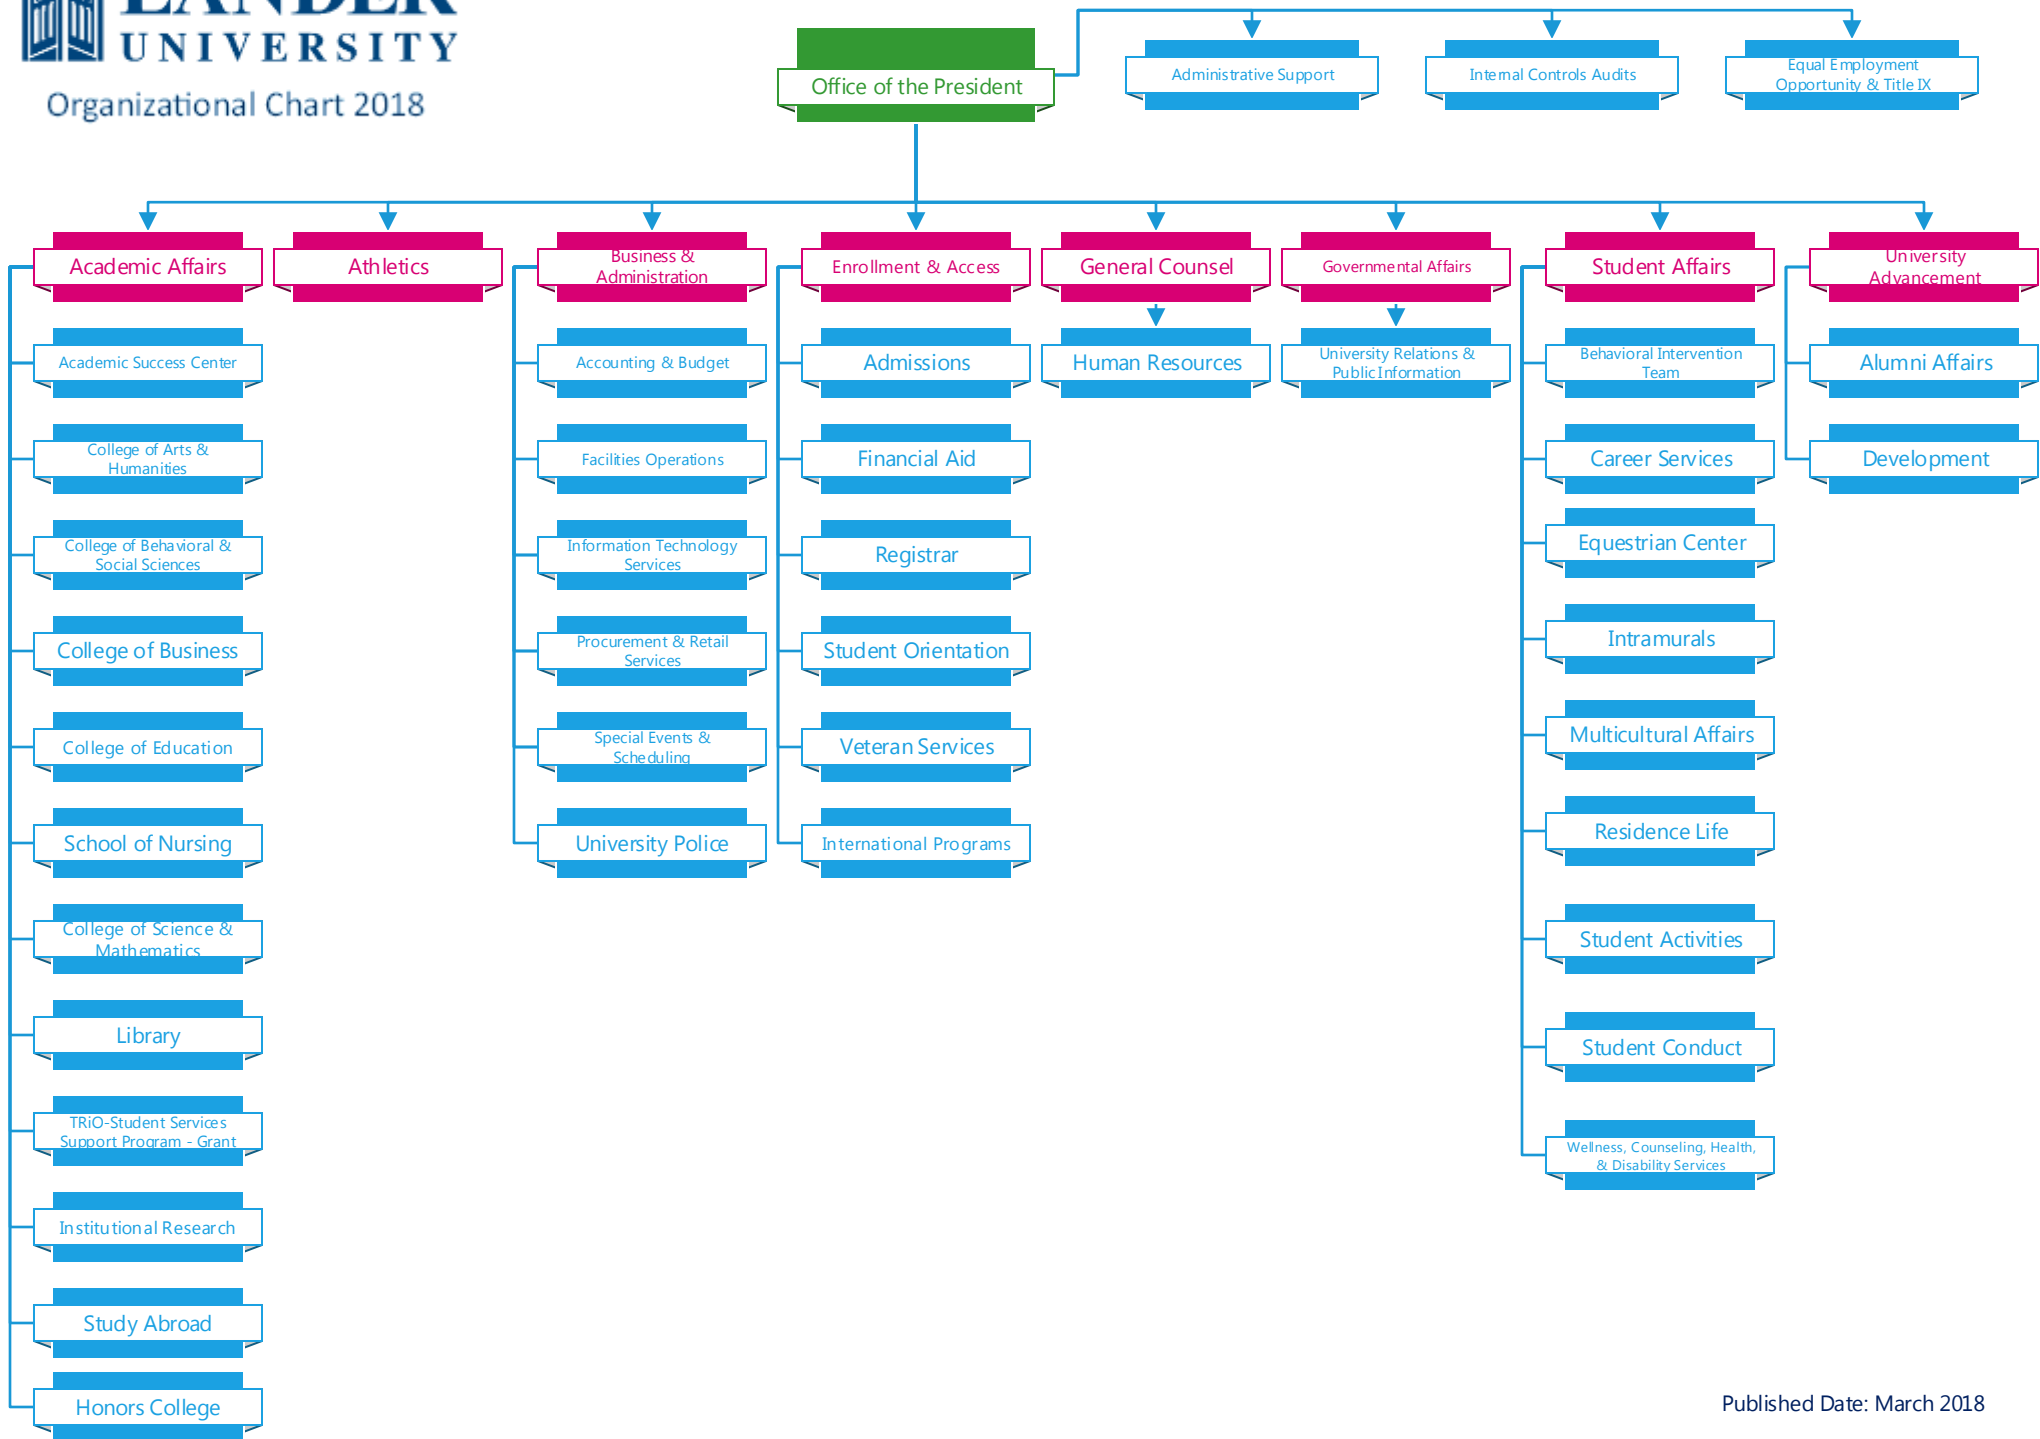 LANDER
UNIVERSITY
Organizational Chart 2018
Office of the President
Administrative Support
Internal Controls Audits
Equal Employment
Opportunity & Title IX
Academic Affairs
Athletics
Business &
Administration
Enrollment & Access
General Counsel
Governmental Affairs
Student Affairs
University
Advancement
Academic Success Center
College of Arts &
Humanities
College of Behavioral &
Social Sciences
College of Business
College of Education
School of Nursing
College of Science &
Mathematics
Library
TRiO-Student Services
Support Program - Grant
Institutional Research
Study Abroad
Honors College
Accounting & Budget
Facilities Operations
Information Technology
Services
Procurement & Retail
Services
Special Events &
Scheduling
University Police
Admissions
Financial Aid
Registrar
Student Orientation
Veteran Services
International Programs
Human Resources
University Relations &
Public Information
Behavioral Intervention
Team
Career Services
Equestrian Center
Intramurals
Multicultural Affairs
Residence Life
Student Activities
Student Conduct
Wellness, Counseling, Health,
& Disability Services
Alumni Affairs
Development
Published Date: March 2018